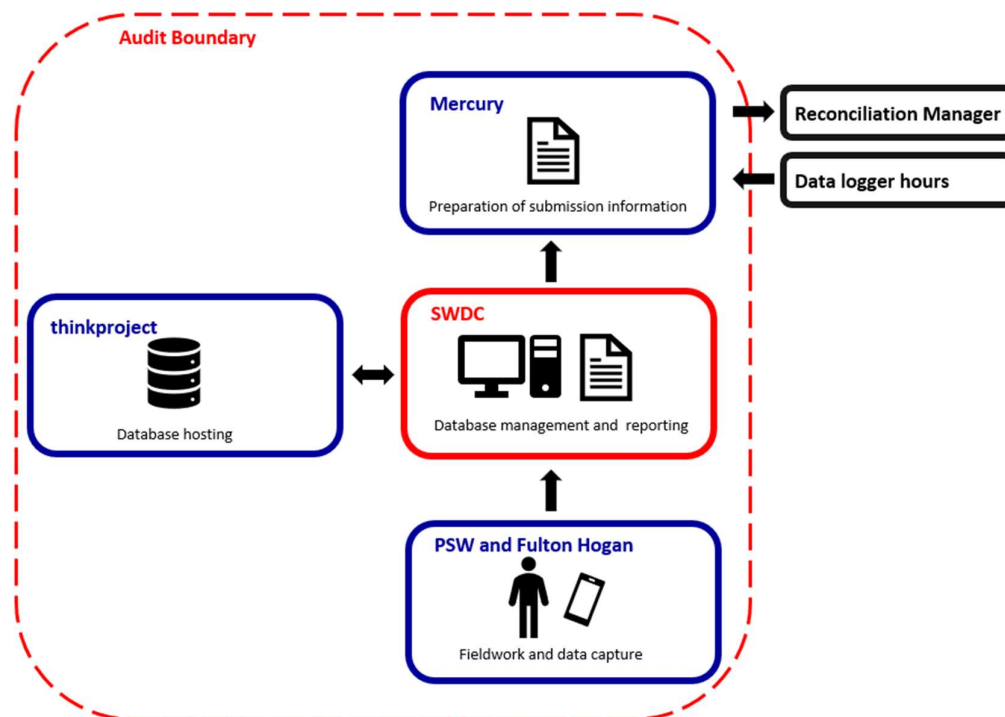 Audit Boundary
Mercury
Preparation of submission information
Reconciliation Manager
Data logger hours
thinkproject
Database hosting
SWDC
Database management and reporting
PSW and Fulton Hogan
Fieldwork and data capture